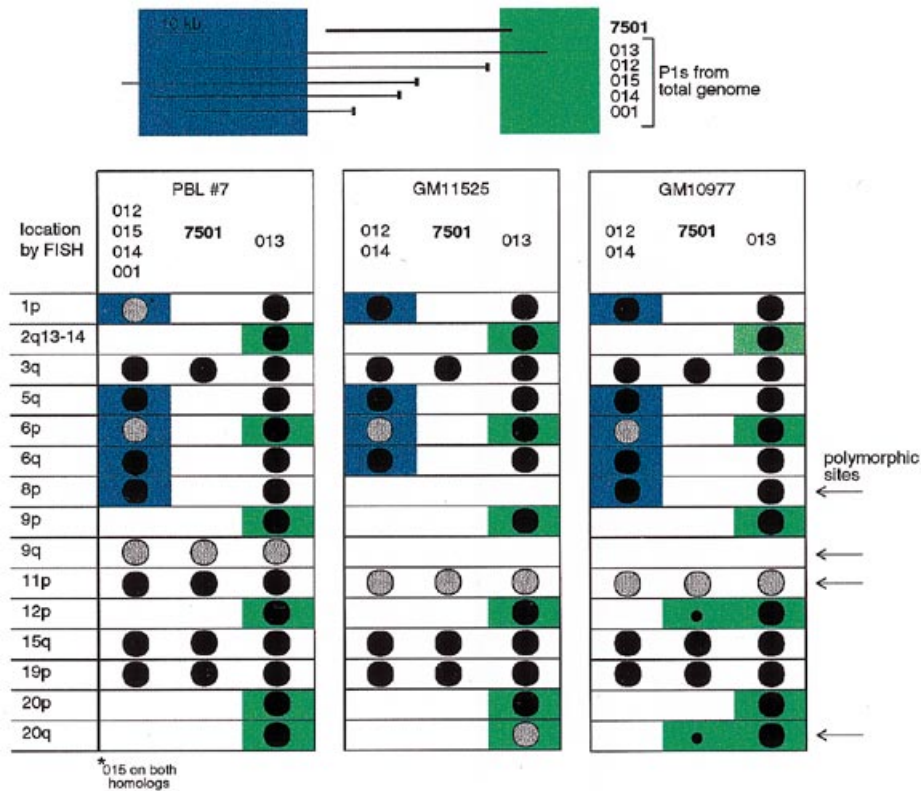 10 kb
7501
013
012
015
014
001
P1s from
total genome
PBL #7
GM11525
GM10977
location
by FISH
012
015
014
001
7501
013
012
014
7501
013
012
014
7501
013
1p
2q13-14
3q
5q
6p
6q
8p
9p
9q
11p
12p
15q
19p
20p
20q
polymorphic
sites
*015 on both
homologs